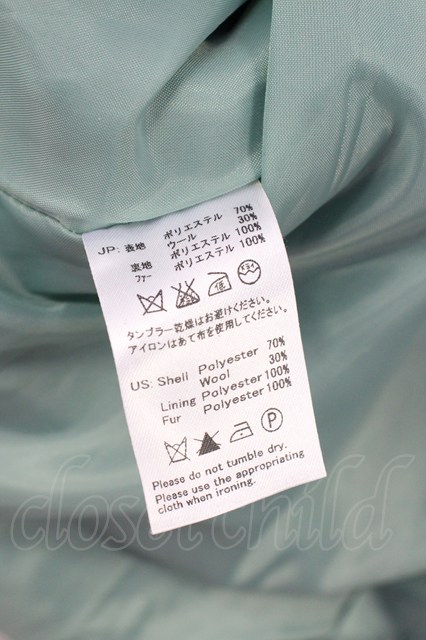 JP: 表地 ポリエステル 70%
ウール 30%
裏地 ポリエステル 100%
ファー ポリエステル 100%
低 ドライ
タンブラー乾燥はお避けください。
アイロンはあて布を使用してください。
US: Shell Polyester 70%
Wool 30%
Lining Polyester 100%
Fur Polyester 100%
P
Please do not tumble dry.
Please use the appropriating
cloth when ironing.
closet child